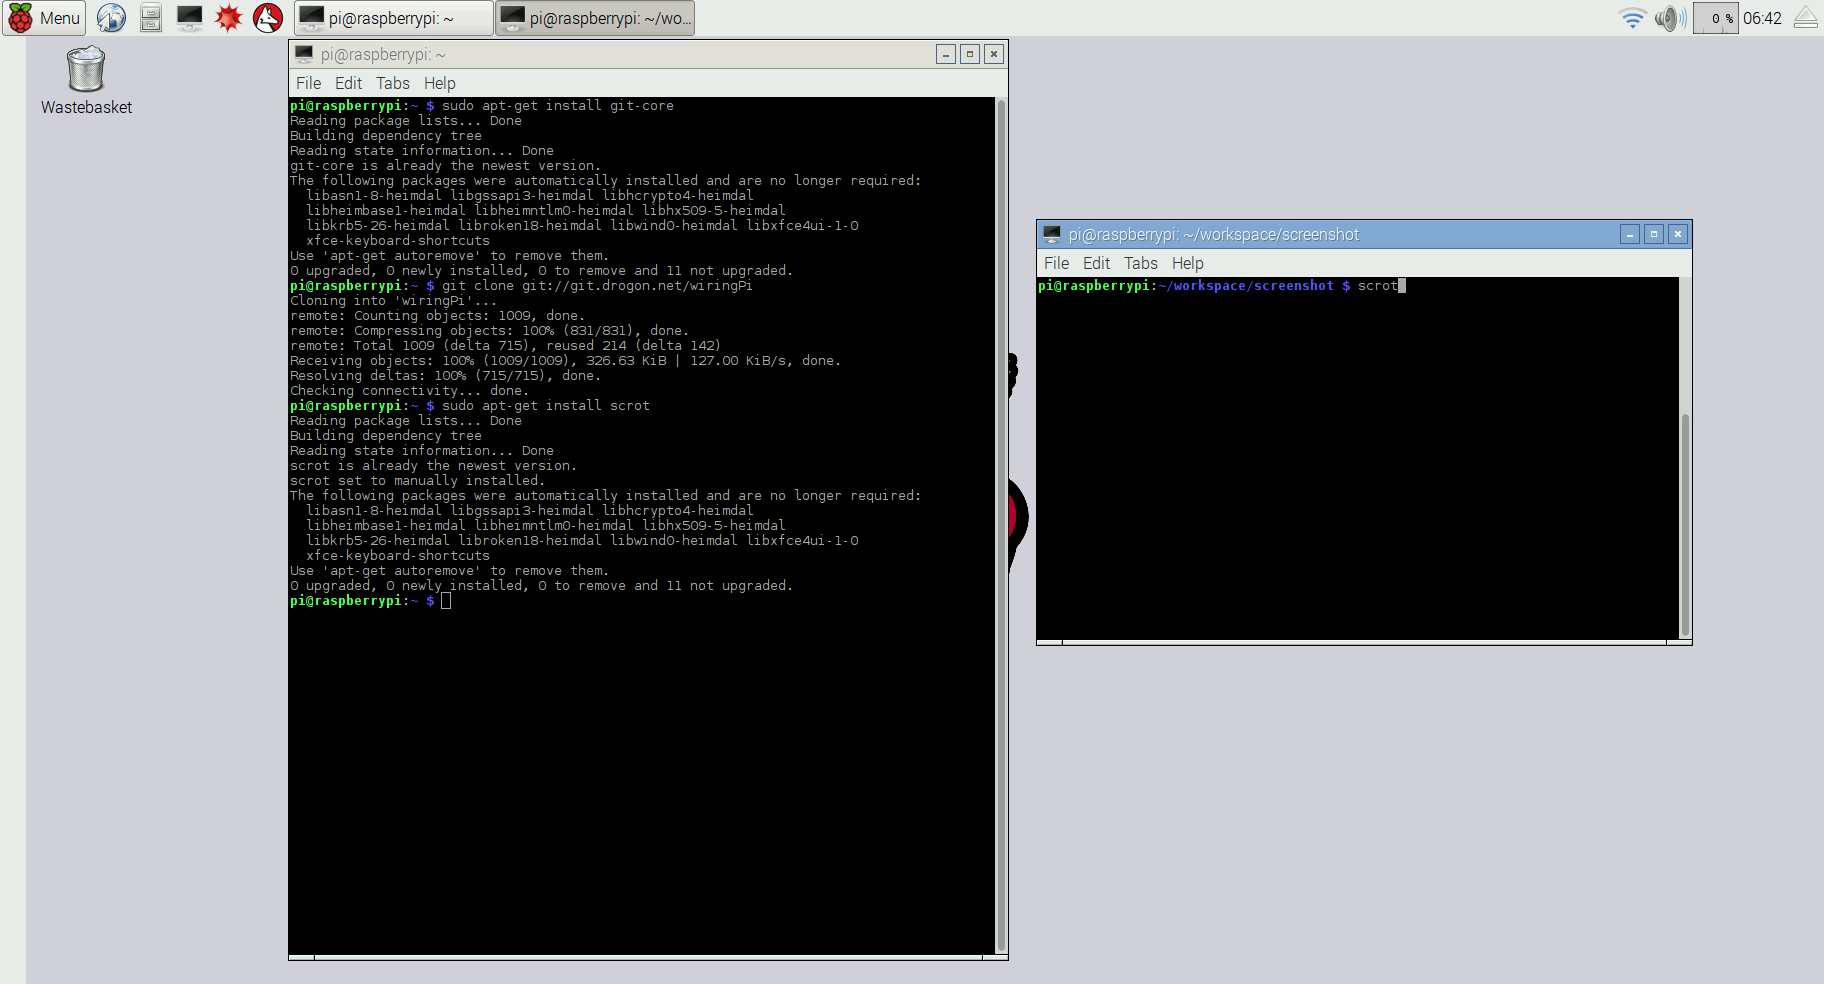 Menu pi@raspberrypi: ~ pi@raspberrypi: ~/wo... 0 % 06:42
Wastebasket
pi@raspberrypi: ~
File Edit Tabs Help
pi@raspberrypi:~ $ sudo apt-get install git-core
Reading package lists... Done
Building dependency tree
Reading state information... Done
git-core is already the newest version.
The following packages were automatically installed and are no longer required:
  libasn1-8-heimdal libgssapi3-heimdal libhcrypto4-heimdal
  libheimbase1-heimdal libheimntlm0-heimdal libhx509-5-heimdal
  libkrb5-26-heimdal libroken18-heimdal libwind0-heimdal libxfce4ui-1-0
  xfce-keyboard-shortcuts
Use 'apt-get autoremove' to remove them.
0 upgraded, 0 newly installed, 0 to remove and 11 not upgraded.
pi@raspberrypi:~ $ git clone git://git.drogon.net/wiringPi
Cloning into 'wiringPi'...
remote: Counting objects: 1009, done.
remote: Compressing objects: 100% (831/831), done.
remote: Total 1009 (delta 715), reused 214 (delta 142)
Receiving objects: 100% (1009/1009), 326.63 KiB | 127.00 KiB/s, done.
Resolving deltas: 100% (715/715), done.
Checking connectivity... done.
pi@raspberrypi:~ $ sudo apt-get install scrot
Reading package lists... Done
Building dependency tree
Reading state information... Done
scrot is already the newest version.
scrot set to manually installed.
The following packages were automatically installed and are no longer required:
  libasn1-8-heimdal libgssapi3-heimdal libhcrypto4-heimdal
  libheimbase1-heimdal libheimntlm0-heimdal libhx509-5-heimdal
  libkrb5-26-heimdal libroken18-heimdal libwind0-heimdal libxfce4ui-1-0
  xfce-keyboard-shortcuts
Use 'apt-get autoremove' to remove them.
0 upgraded, 0 newly installed, 0 to remove and 11 not upgraded.
pi@raspberrypi:~ $
pi@raspberrypi: ~/workspace/screenshot
File Edit Tabs Help
pi@raspberrypi:~/workspace/screenshot $ scrot